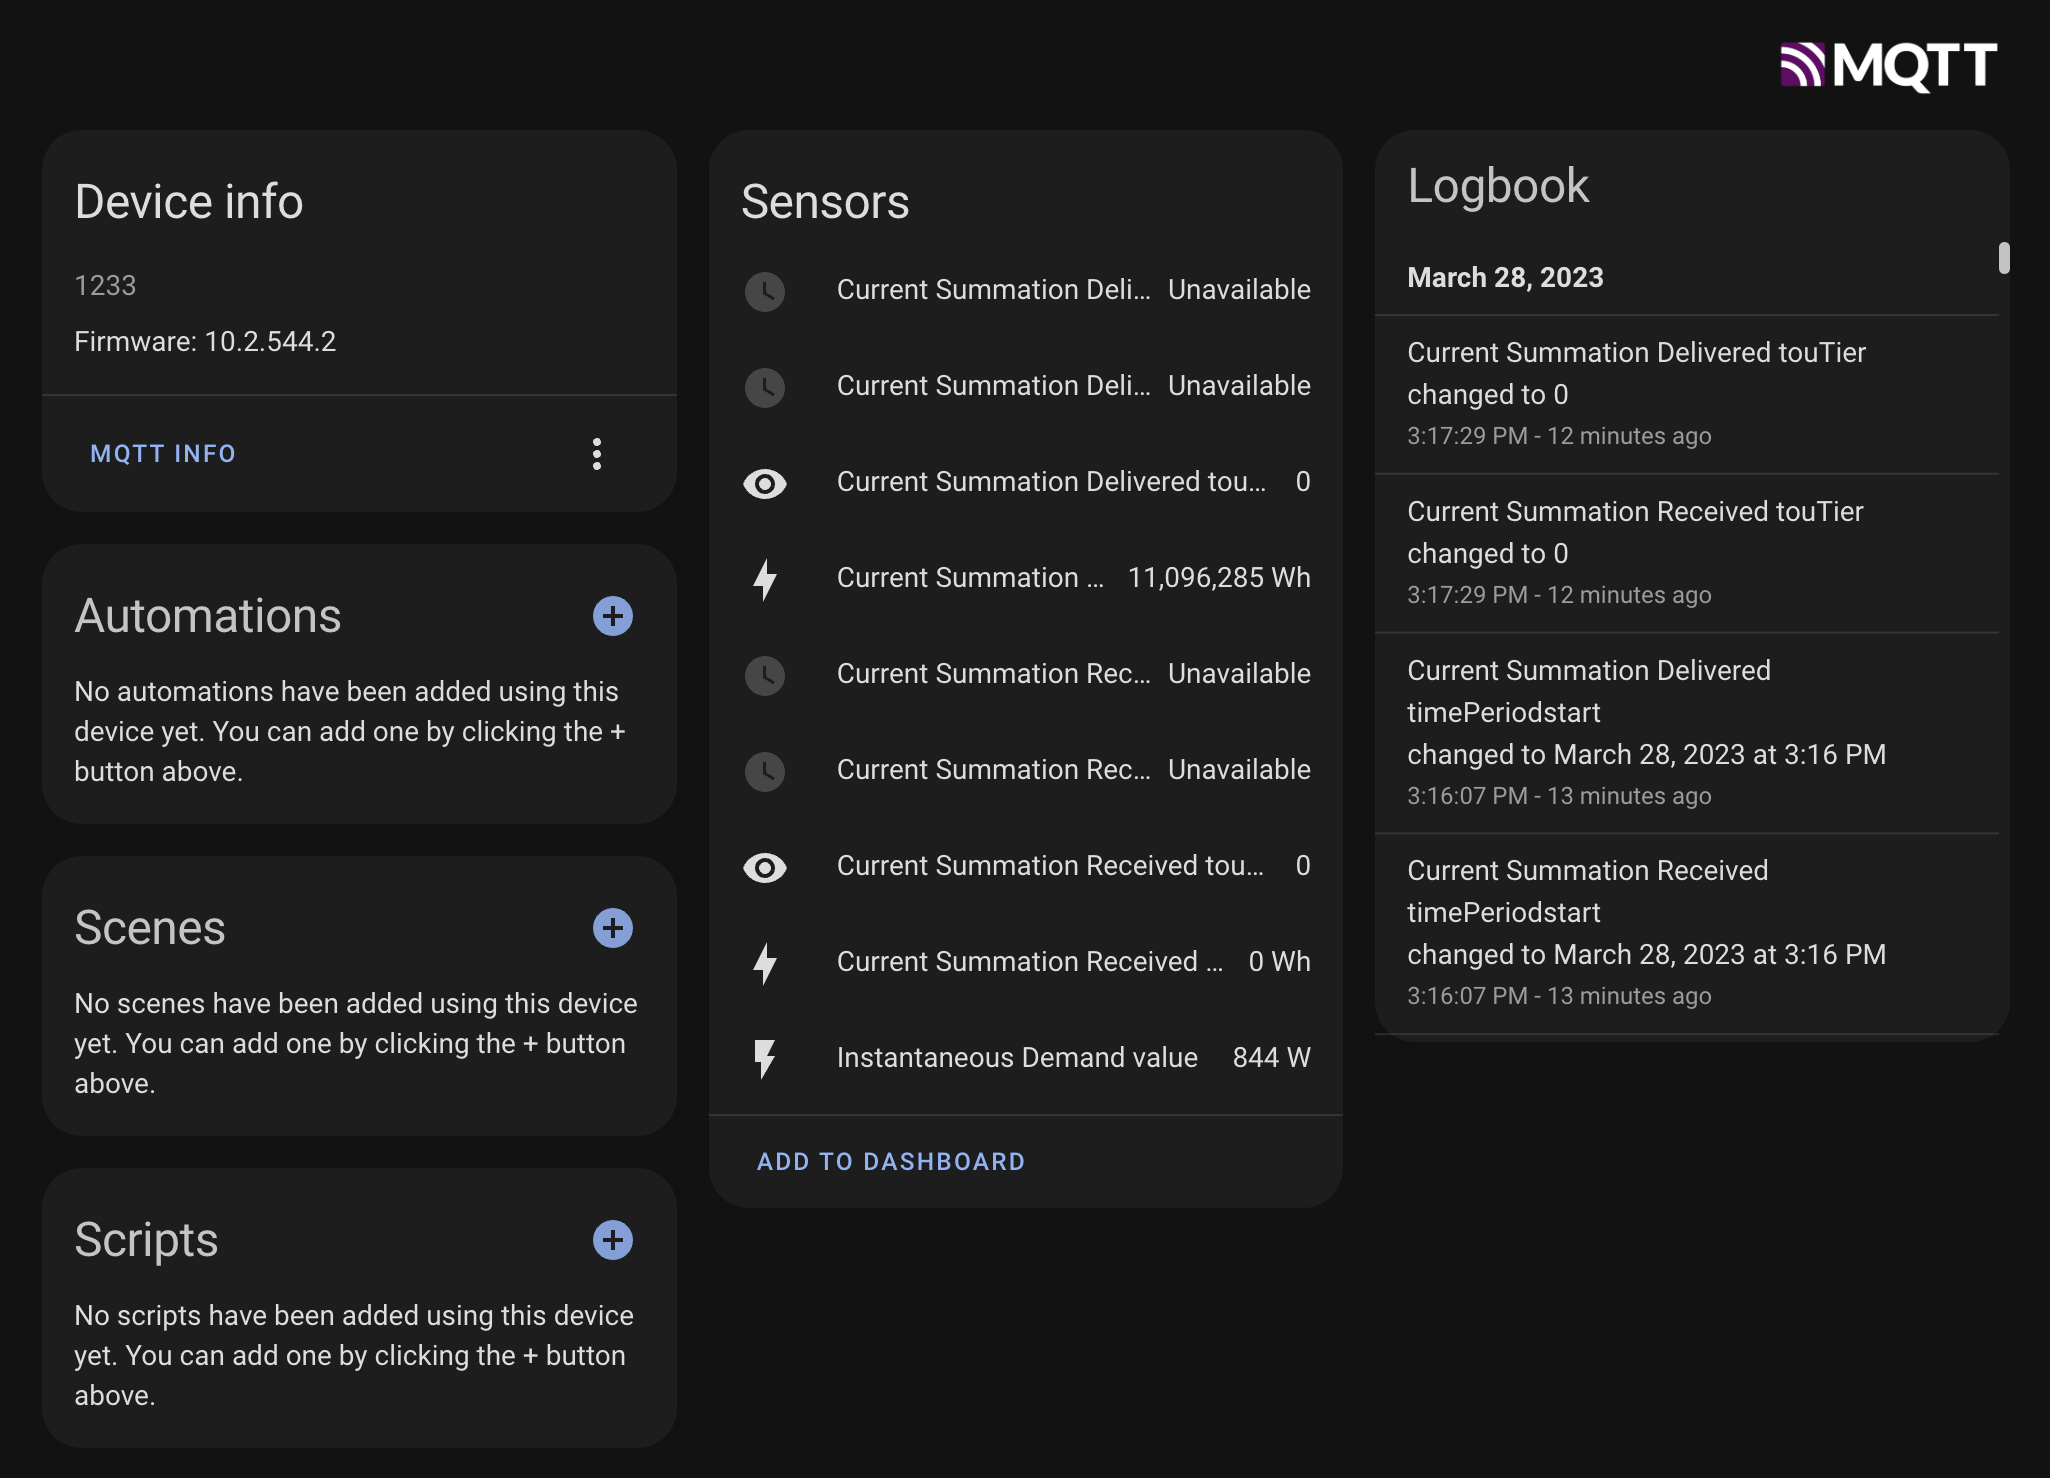 MQTT
Device info
1233
Firmware: 10.2.544.2
MQTT INFO
Automations
No automations have been added using this
device yet. You can add one by clicking the +
button above.
Scenes
No scenes have been added using this device
yet. You can add one by clicking the + button
above.
Scripts
No scripts have been added using this device
yet. You can add one by clicking the + button
above.
Sensors
Current Summation Deli... Unavailable
Current Summation Deli... Unavailable
Current Summation Delivered tou... 0
Current Summation ... 11,096,285 Wh
Current Summation Rec... Unavailable
Current Summation Rec... Unavailable
Current Summation Received tou... 0
Current Summation Received ... 0 Wh
Instantaneous Demand value 844 W
ADD TO DASHBOARD
Logbook
March 28, 2023
Current Summation Delivered touTier
changed to 0
3:17:29 PM - 12 minutes ago
Current Summation Received touTier
changed to 0
3:17:29 PM - 12 minutes ago
Current Summation Delivered
timePeriodstart
changed to March 28, 2023 at 3:16 PM
3:16:07 PM - 13 minutes ago
Current Summation Received
timePeriodstart
changed to March 28, 2023 at 3:16 PM
3:16:07 PM - 13 minutes ago